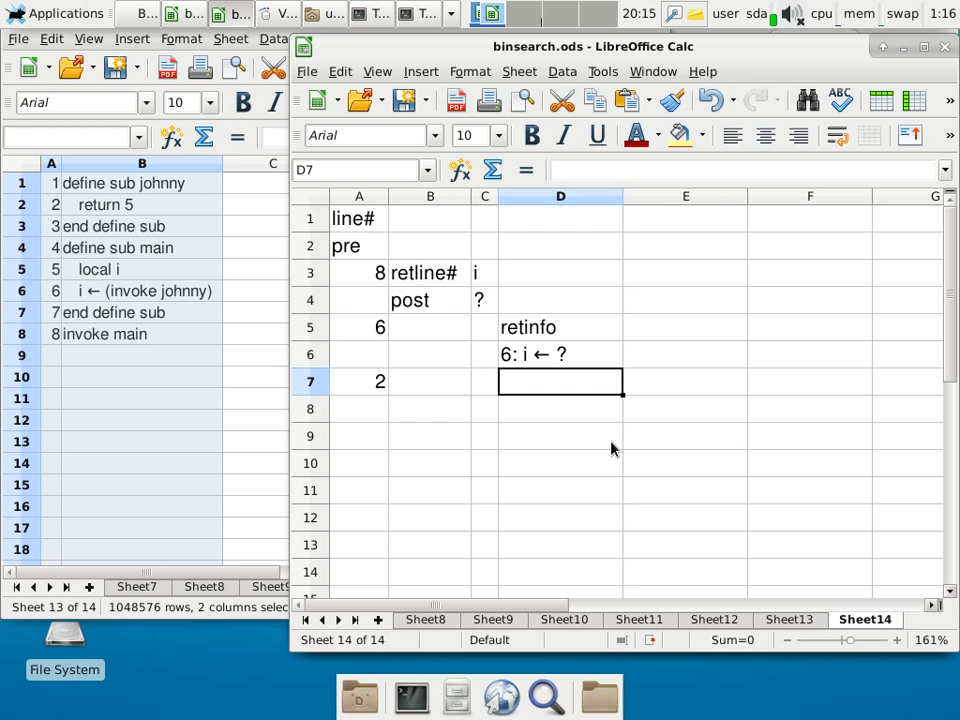 Applications B... b... b... V... u... T... T... 20:15 user sda cpu mem swap 1:16
File Edit View Insert Format Sheet Data
Arial 10
A B C
1 1 define sub johnny
2 2 return 5
3 3 end define sub
4 4 define sub main
5 5 local i
6 6 i ← (invoke johnny)
7 7 end define sub
8 8 invoke main
9
10
11
12
13
14
15
16
17
18
Sheet7 Sheet8 Sheet9
Sheet 13 of 14 1048576 rows, 2 columns selec
binsearch.ods - LibreOffice Calc
File Edit View Insert Format Sheet Data Tools Window Help
PDF ABC »
Arial 10 B I U A »
D7
A B C D E F G
1 line#
2 pre
3 8 retline# i
4 post ?
5 6 retinfo
6 6: i ← ?
7 2
8
9
10
11
12
13
14
15
Sheet8 Sheet9 Sheet10 Sheet11 Sheet12 Sheet13 Sheet14
Sheet 14 of 14 Default Sum=0 161%
File System